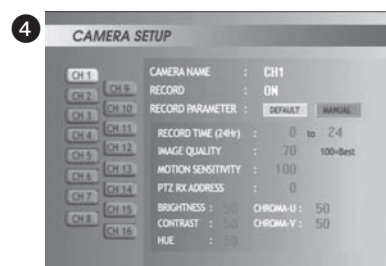 4
CAMERA SETUP
CH 1
CH 2
CH 3
CH 4
CH 5
CH 6
CH 7
CH 8
CH 9
CH 10
CH 11
CH 12
CH 13
CH 14
CH 15
CH 16
CAMERA NAME : CH1
RECORD : ON
RECORD PARAMETER : DEFAULT MANUAL
RECORD TIME (24Hr) : 0 to 24
IMAGE QUALITY : 70 100=Best
MOTION SENSITIVITY : 100
PTZ RX ADDRESS : 0
BRIGHTNESS : 50 CHROMA-U : 50
CONTRAST : 50 CHROMA-V : 50
HUE : 50